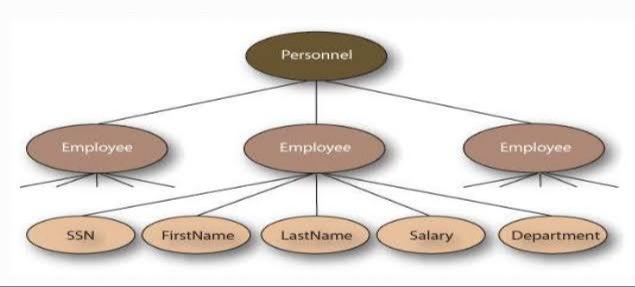 Personnel
Employee
Employee
Employee
SSN
FirstName
LastName
Salary
Department